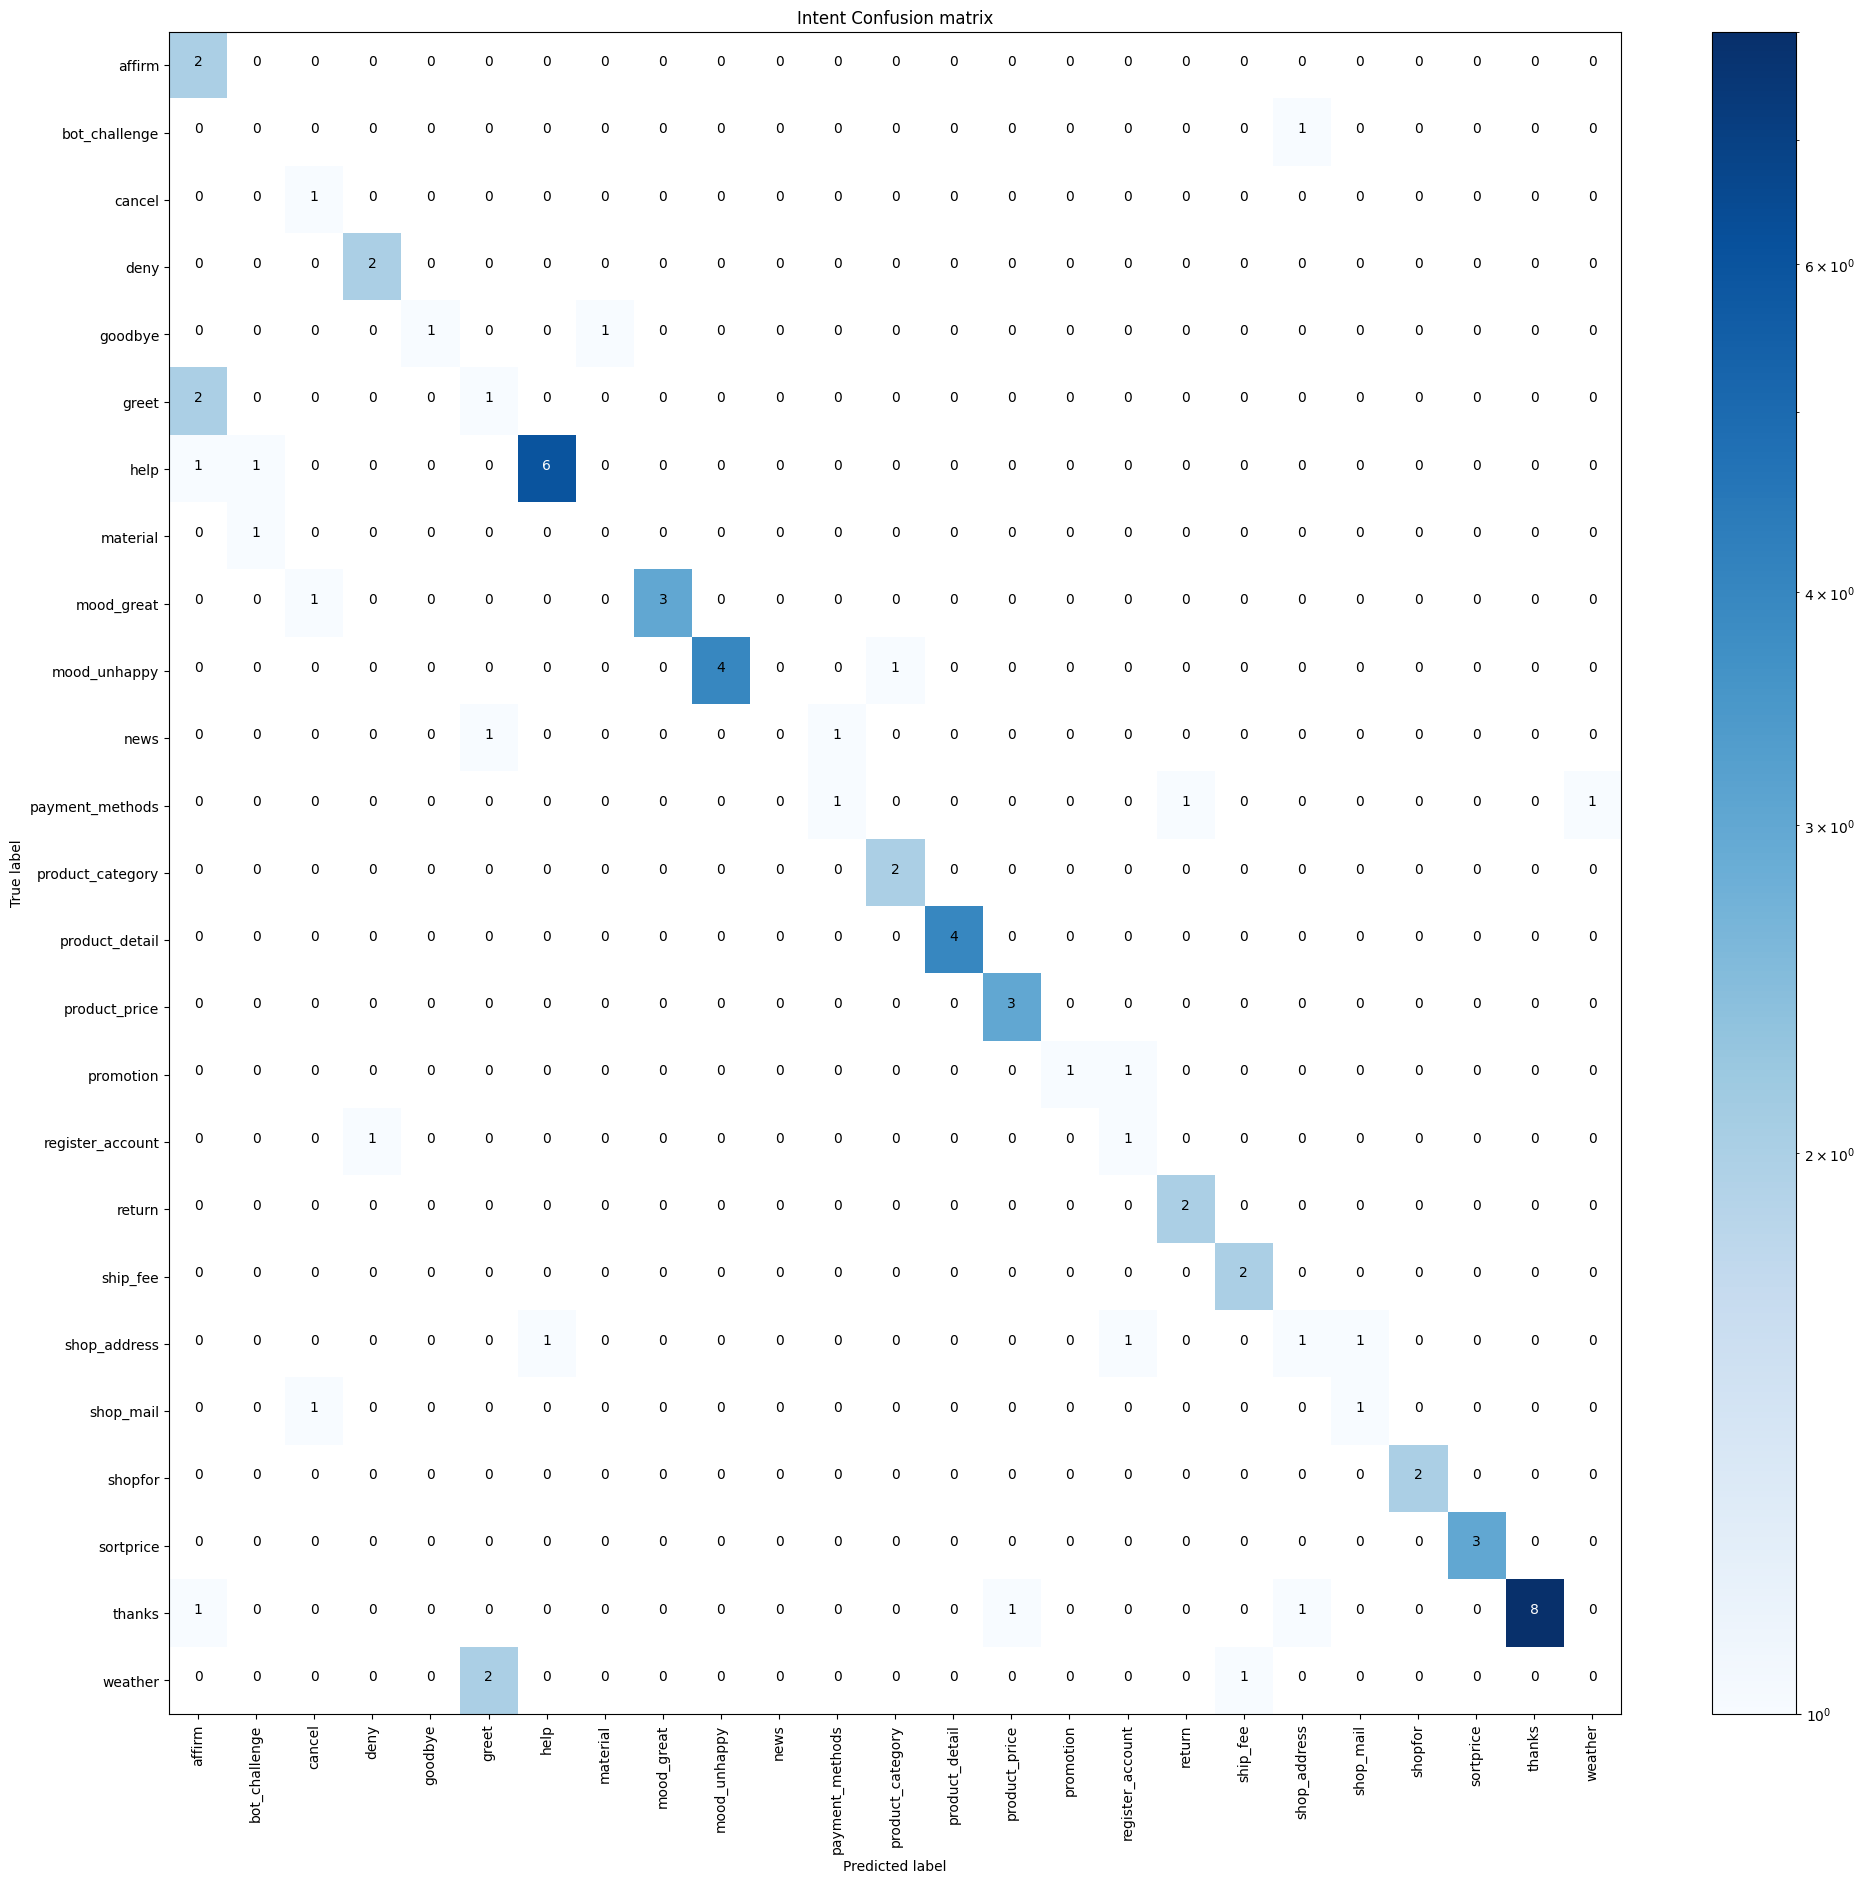 Intent Confusion matrix
affirm 2 0 0 0 0 0 0 0 0 0 0 0 0 0 0 0 0 0 0 0 0 0 0 0 0
bot_challenge 0 0 0 0 0 0 0 0 0 0 0 0 0 0 0 0 0 0 0 1 0 0 0 0 0
cancel 0 0 1 0 0 0 0 0 0 0 0 0 0 0 0 0 0 0 0 0 0 0 0 0 0
deny 0 0 0 2 0 0 0 0 0 0 0 0 0 0 0 0 0 0 0 0 0 0 0 0 0
goodbye 0 0 0 0 1 0 0 1 0 0 0 0 0 0 0 0 0 0 0 0 0 0 0 0 0
greet 2 0 0 0 0 1 0 0 0 0 0 0 0 0 0 0 0 0 0 0 0 0 0 0 0
help 1 1 0 0 0 0 6 0 0 0 0 0 0 0 0 0 0 0 0 0 0 0 0 0 0
material 0 1 0 0 0 0 0 0 0 0 0 0 0 0 0 0 0 0 0 0 0 0 0 0 0
mood_great 0 0 1 0 0 0 0 0 3 0 0 0 0 0 0 0 0 0 0 0 0 0 0 0 0
mood_unhappy 0 0 0 0 0 0 0 0 0 4 0 0 1 0 0 0 0 0 0 0 0 0 0 0 0
news 0 0 0 0 0 1 0 0 0 0 0 1 0 0 0 0 0 0 0 0 0 0 0 0 0
payment_methods 0 0 0 0 0 0 0 0 0 0 0 1 0 0 0 0 0 1 0 0 0 0 0 0 1
product_category 0 0 0 0 0 0 0 0 0 0 0 0 2 0 0 0 0 0 0 0 0 0 0 0 0
product_detail 0 0 0 0 0 0 0 0 0 0 0 0 0 4 0 0 0 0 0 0 0 0 0 0 0
product_price 0 0 0 0 0 0 0 0 0 0 0 0 0 0 3 0 0 0 0 0 0 0 0 0 0
promotion 0 0 0 0 0 0 0 0 0 0 0 0 0 0 0 1 1 0 0 0 0 0 0 0 0
register_account 0 0 0 1 0 0 0 0 0 0 0 0 0 0 0 0 1 0 0 0 0 0 0 0 0
return 0 0 0 0 0 0 0 0 0 0 0 0 0 0 0 0 0 2 0 0 0 0 0 0 0
ship_fee 0 0 0 0 0 0 0 0 0 0 0 0 0 0 0 0 0 0 2 0 0 0 0 0 0
shop_address 0 0 0 0 0 0 1 0 0 0 0 0 0 0 0 0 1 0 0 1 1 0 0 0 0
shop_mail 0 0 1 0 0 0 0 0 0 0 0 0 0 0 0 0 0 0 0 0 1 0 0 0 0
shopfor 0 0 0 0 0 0 0 0 0 0 0 0 0 0 0 0 0 0 0 0 0 2 0 0 0
sortprice 0 0 0 0 0 0 0 0 0 0 0 0 0 0 0 0 0 0 0 0 0 0 3 0 0
thanks 1 0 0 0 0 0 0 0 0 0 0 0 0 0 1 0 0 0 0 1 0 0 0 8 0
weather 0 0 0 0 0 2 0 0 0 0 0 0 0 0 0 0 0 0 1 0 0 0 0 0 0
True label
affirm
bot_challenge
cancel
deny
goodbye
greet
help
material
mood_great
mood_unhappy
news
payment_methods
product_category
product_detail
product_price
promotion
register_account
return
ship_fee
shop_address
shop_mail
shopfor
sortprice
thanks
weather
Predicted label
6 × 10⁰
4 × 10⁰
3 × 10⁰
2 × 10⁰
10⁰